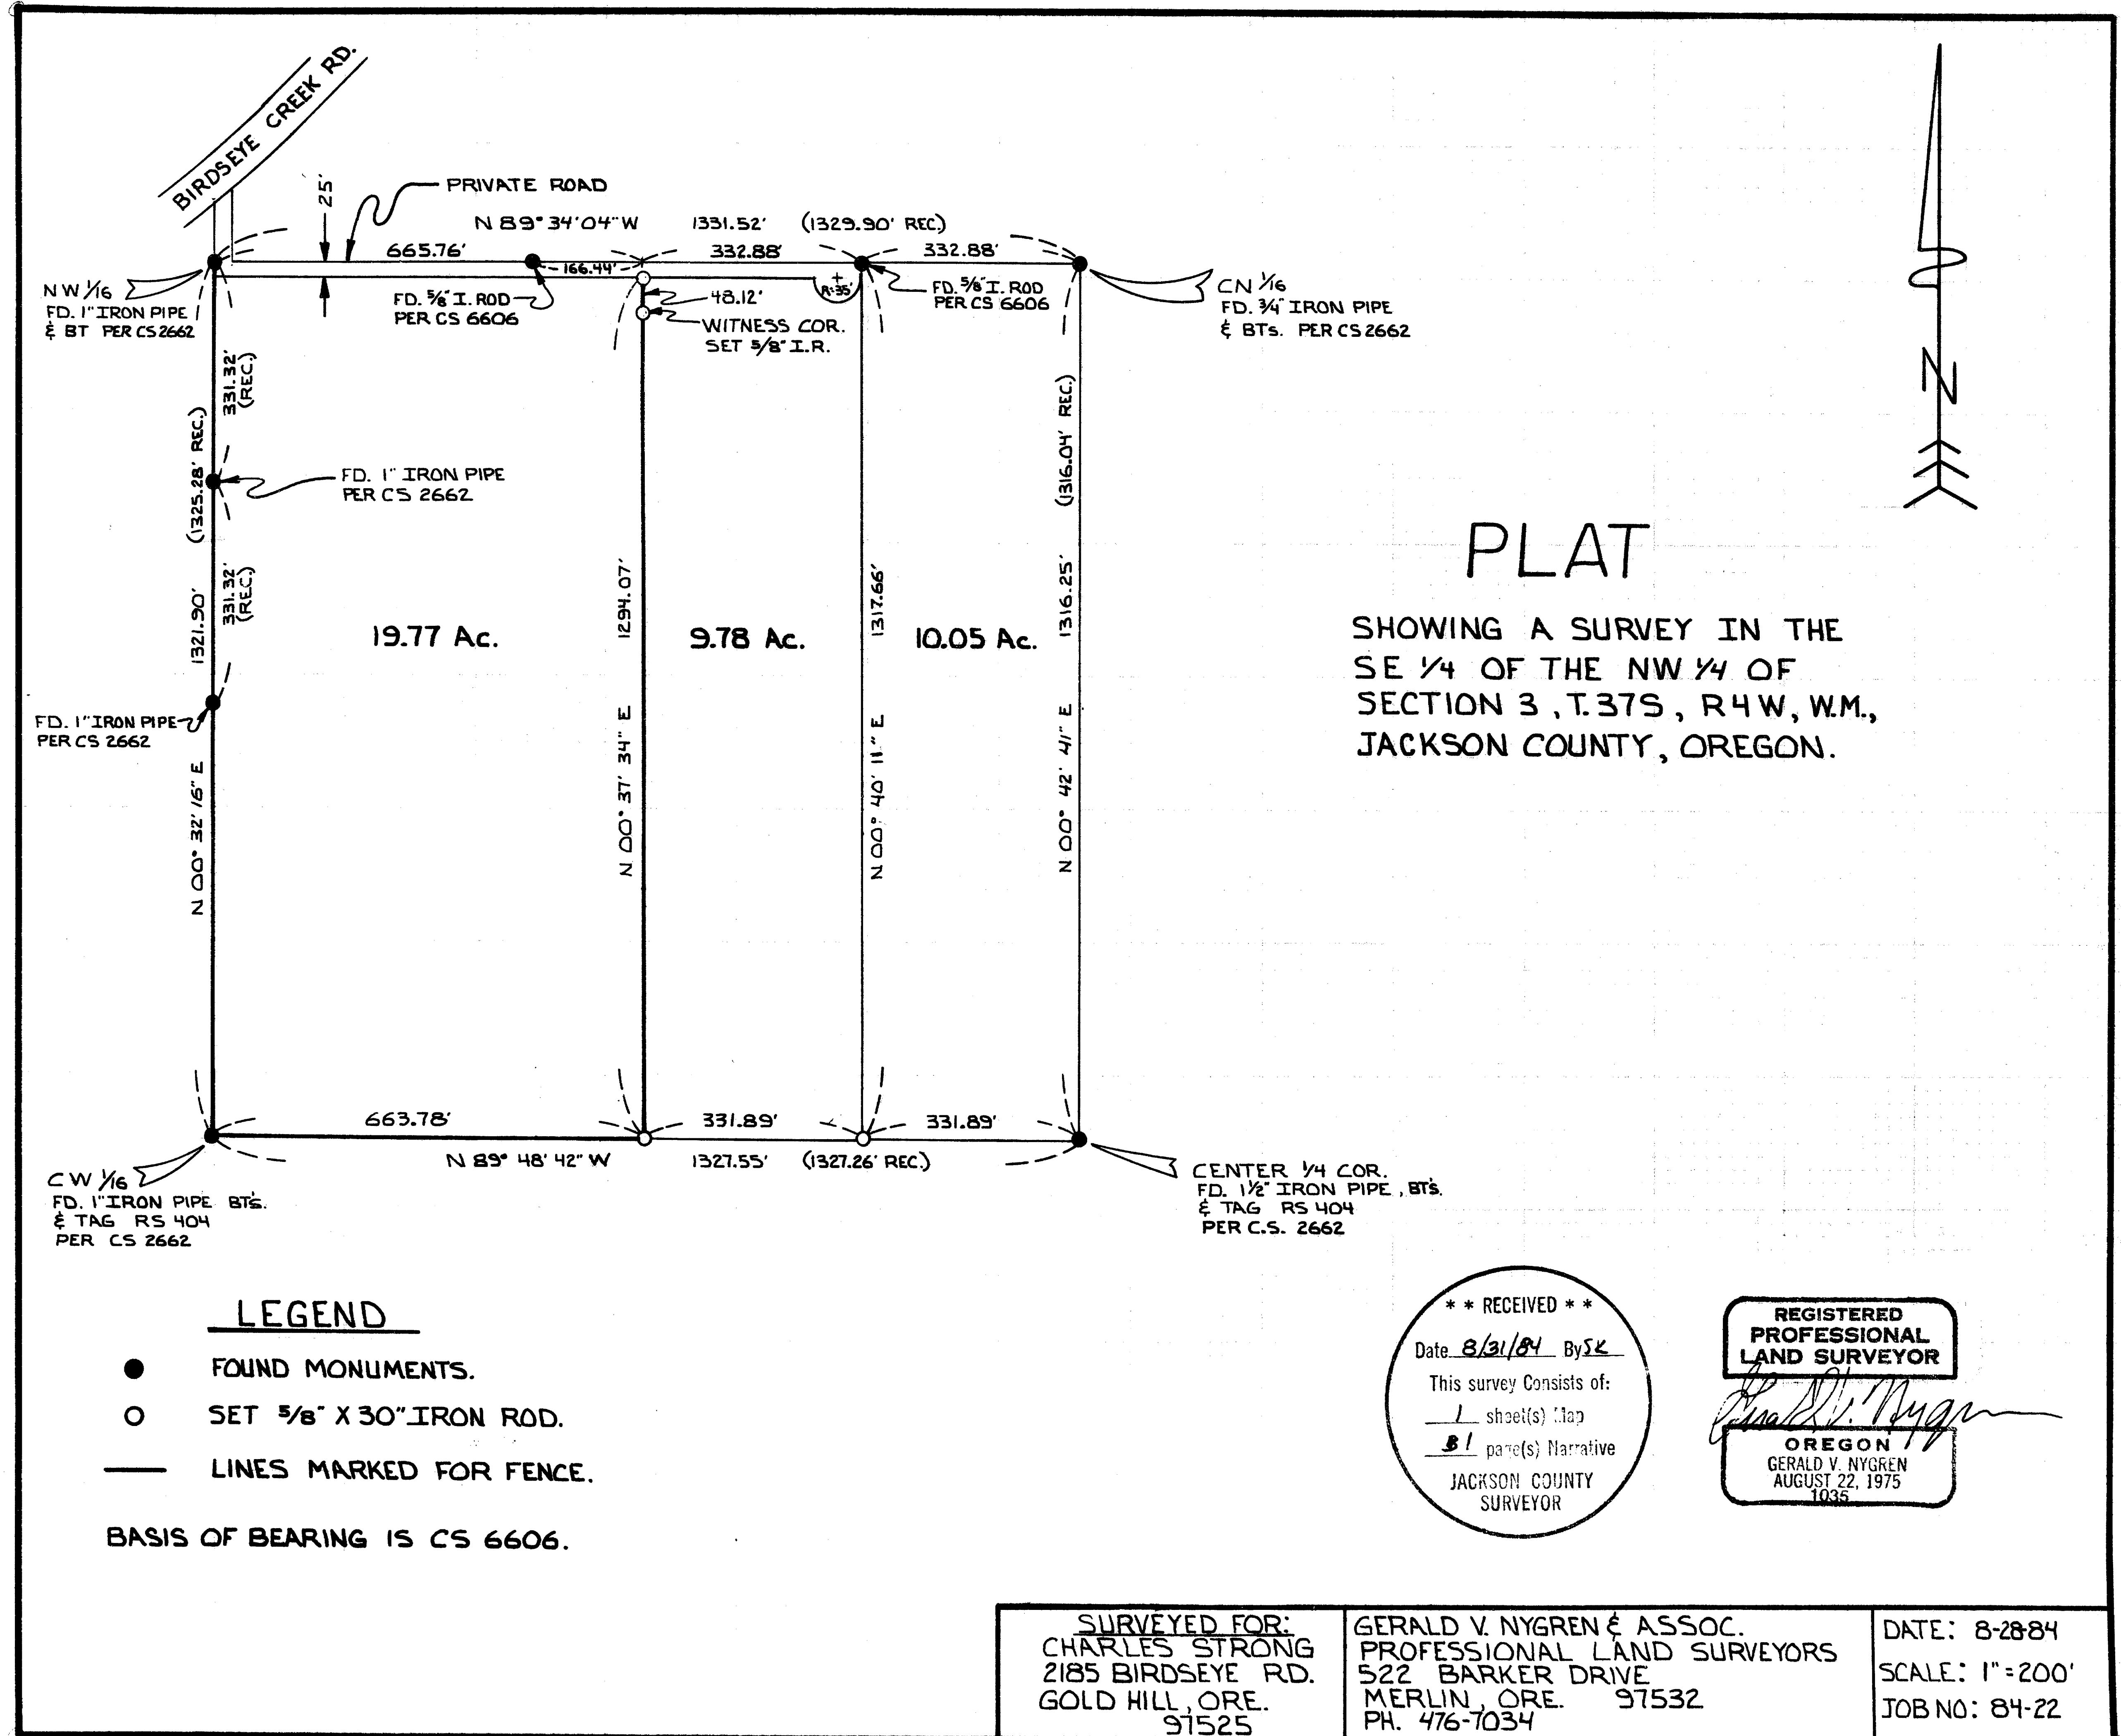 BIRDSEYE CREEK RD.
25'
PRIVATE ROAD
N 89° 34' 04" W 1331.52' (1329.90' REC.)
665.76' 332.88' 332.88'
166.44'
R=35'
NW 1/16
FD. 1" IRON PIPE
& BT PER CS 2662
FD. 5/8" I. ROD
PER CS 6606
48.12'
WITNESS COR.
SET 5/8" I.R.
FD. 5/8" I. ROD
PER CS 6606
CN 1/16
FD. 3/4" IRON PIPE
& BTs. PER CS 2662
331.32'
(REC.)
FD. 1" IRON PIPE
PER CS 2662
331.32'
(REC.)
N 00° 32' 16" E 1321.90' (1325.28' REC.)
FD. 1" IRON PIPE
PER CS 2662
19.77 Ac.
N 00° 37' 34" E 1294.07'
9.78 Ac.
N 00° 40' 11" E 1317.66'
10.05 Ac.
N 00° 42' 41" E 1316.25' (1316.04' REC.)
N
PLAT
SHOWING A SURVEY IN THE
SE 1/4 OF THE NW 1/4 OF
SECTION 3, T.37S, R4W, W.M.,
JACKSON COUNTY, OREGON.
663.78' 331.89' 331.89'
N 89° 48' 42" W 1327.55' (1327.26' REC.)
CW 1/16
FD. 1" IRON PIPE BT's.
& TAG RS 404
PER CS 2662
CENTER 1/4 COR.
FD. 1 1/2" IRON PIPE, BT's.
& TAG RS 404
PER C.S. 2662
LEGEND
FOUND MONUMENTS.
SET 5/8" X 30" IRON ROD.
LINES MARKED FOR FENCE.
BASIS OF BEARING IS CS 6606.
* * RECEIVED * *
Date 8/31/84 By SK
This survey Consists of:
1 sheet(s) Map
1 page(s) Narrative
JACKSON COUNTY
SURVEYOR
REGISTERED
PROFESSIONAL
LAND SURVEYOR
Gerald V. Nygren
OREGON
GERALD V. NYGREN
AUGUST 22, 1975
1035
SURVEYED FOR:
CHARLES STRONG
2185 BIRDSEYE RD.
GOLD HILL, ORE.
97525
GERALD V. NYGREN & ASSOC.
PROFESSIONAL LAND SURVEYORS
522 BARKER DRIVE
MERLIN, ORE. 97532
PH. 476-7034
DATE: 8-28-84
SCALE: 1"=200'
JOB NO: 84-22